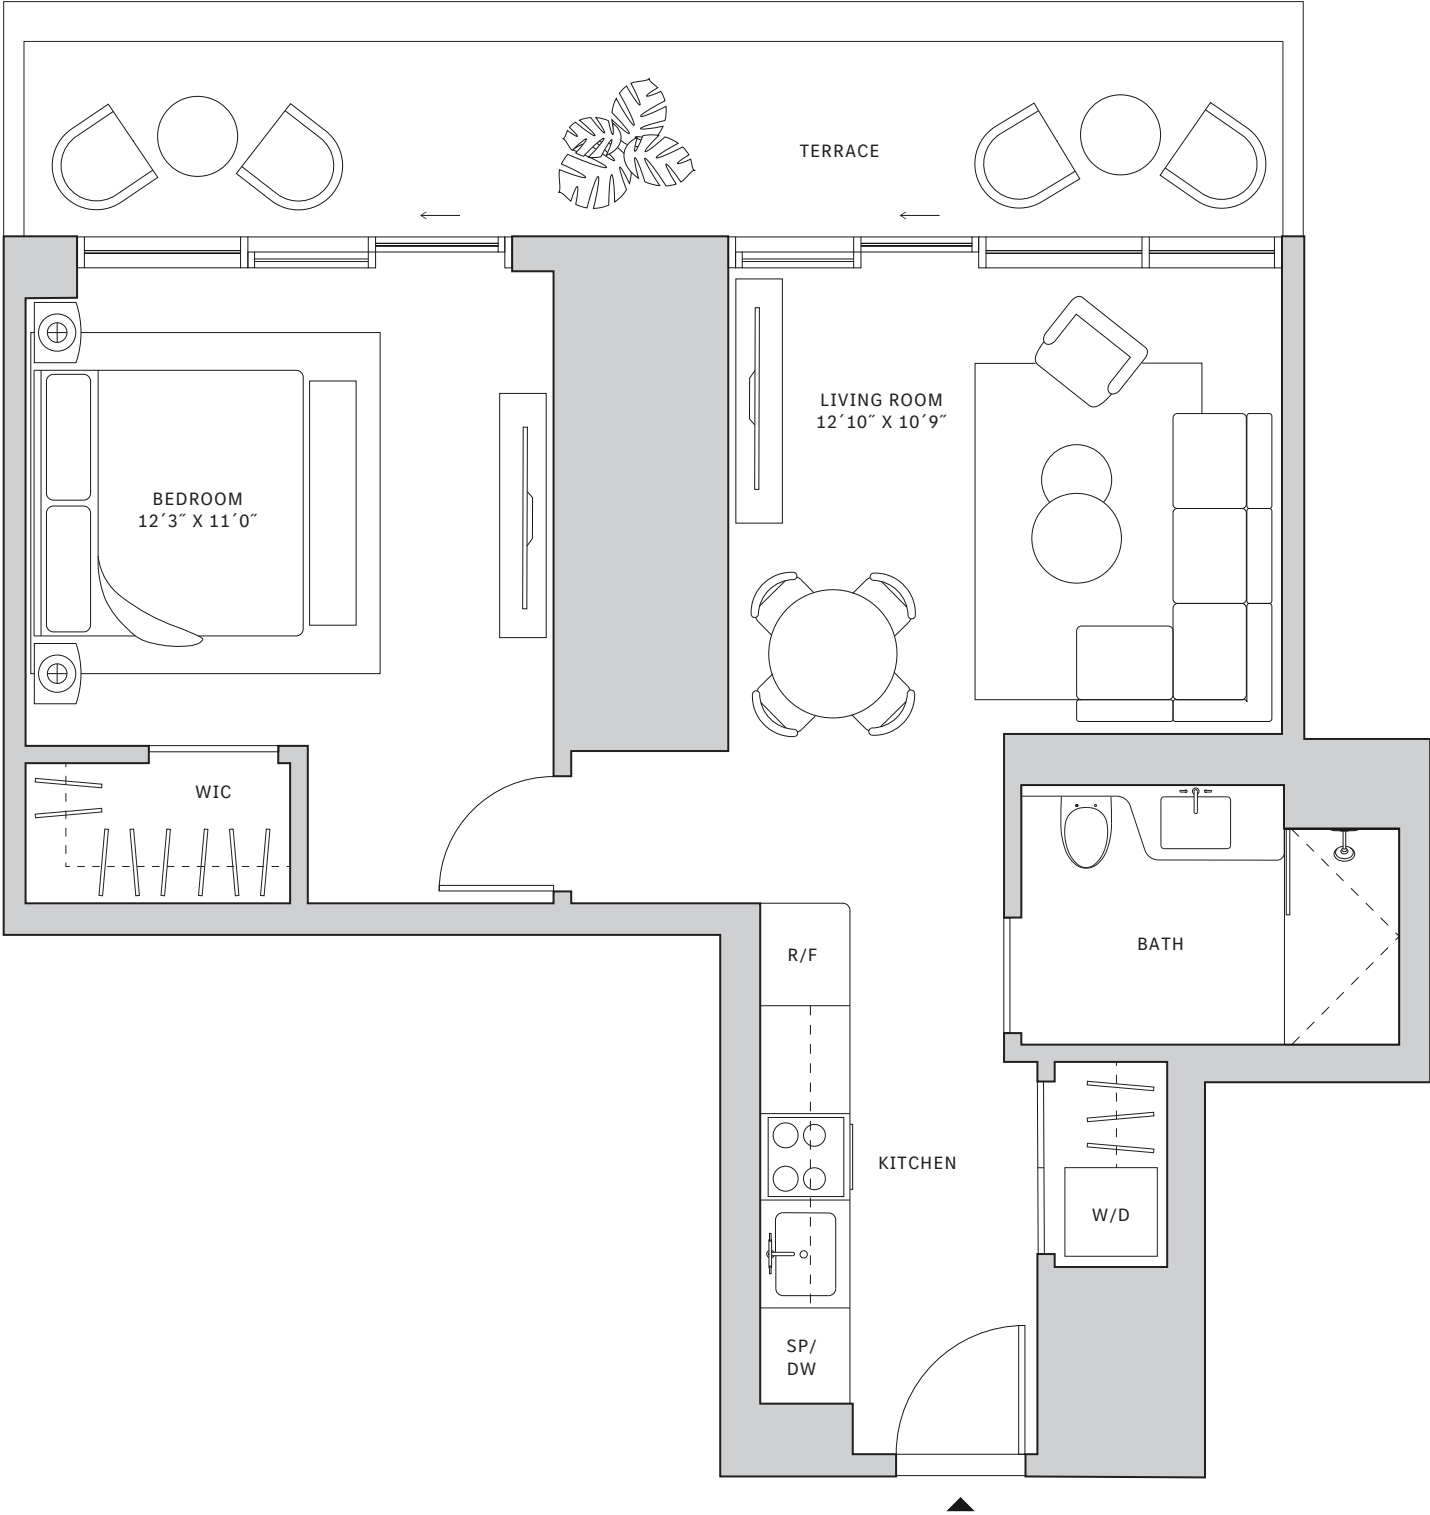 TERRACE
LIVING ROOM
12´10˝ X 10´9˝
BEDROOM
12´3˝ X 11´0˝
WIC
BATH
R/F
KITCHEN
W/D
SP/
DW